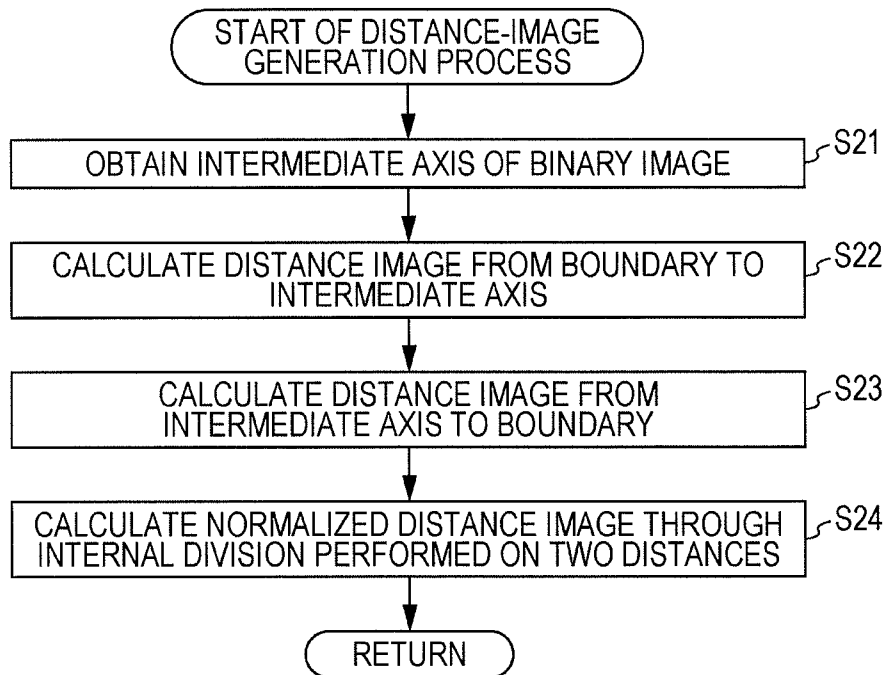 START OF DISTANCE-IMAGE
GENERATION PROCESS
OBTAIN INTERMEDIATE AXIS OF BINARY IMAGE
S21
CALCULATE DISTANCE IMAGE FROM BOUNDARY TO
INTERMEDIATE AXIS
S22
CALCULATE DISTANCE IMAGE FROM
INTERMEDIATE AXIS TO BOUNDARY
S23
CALCULATE NORMALIZED DISTANCE IMAGE THROUGH
INTERNAL DIVISION PERFORMED ON TWO DISTANCES
S24
RETURN